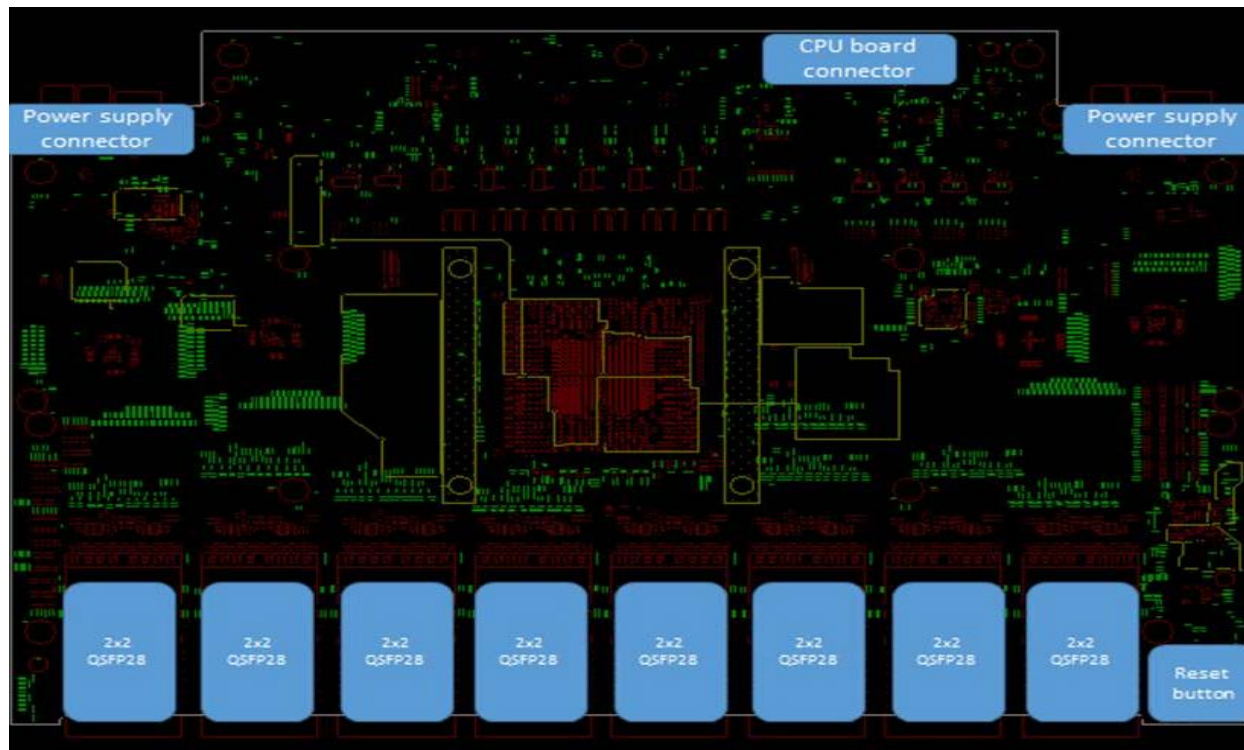 CPU board
connector
Power supply
connector
Power supply
connector
2x2
QSFP28
2x2
QSFP28
2x2
QSFP28
2x2
QSFP28
2x2
QSFP28
2x2
QSFP28
2x2
QSFP28
2x2
QSFP28
Reset
button